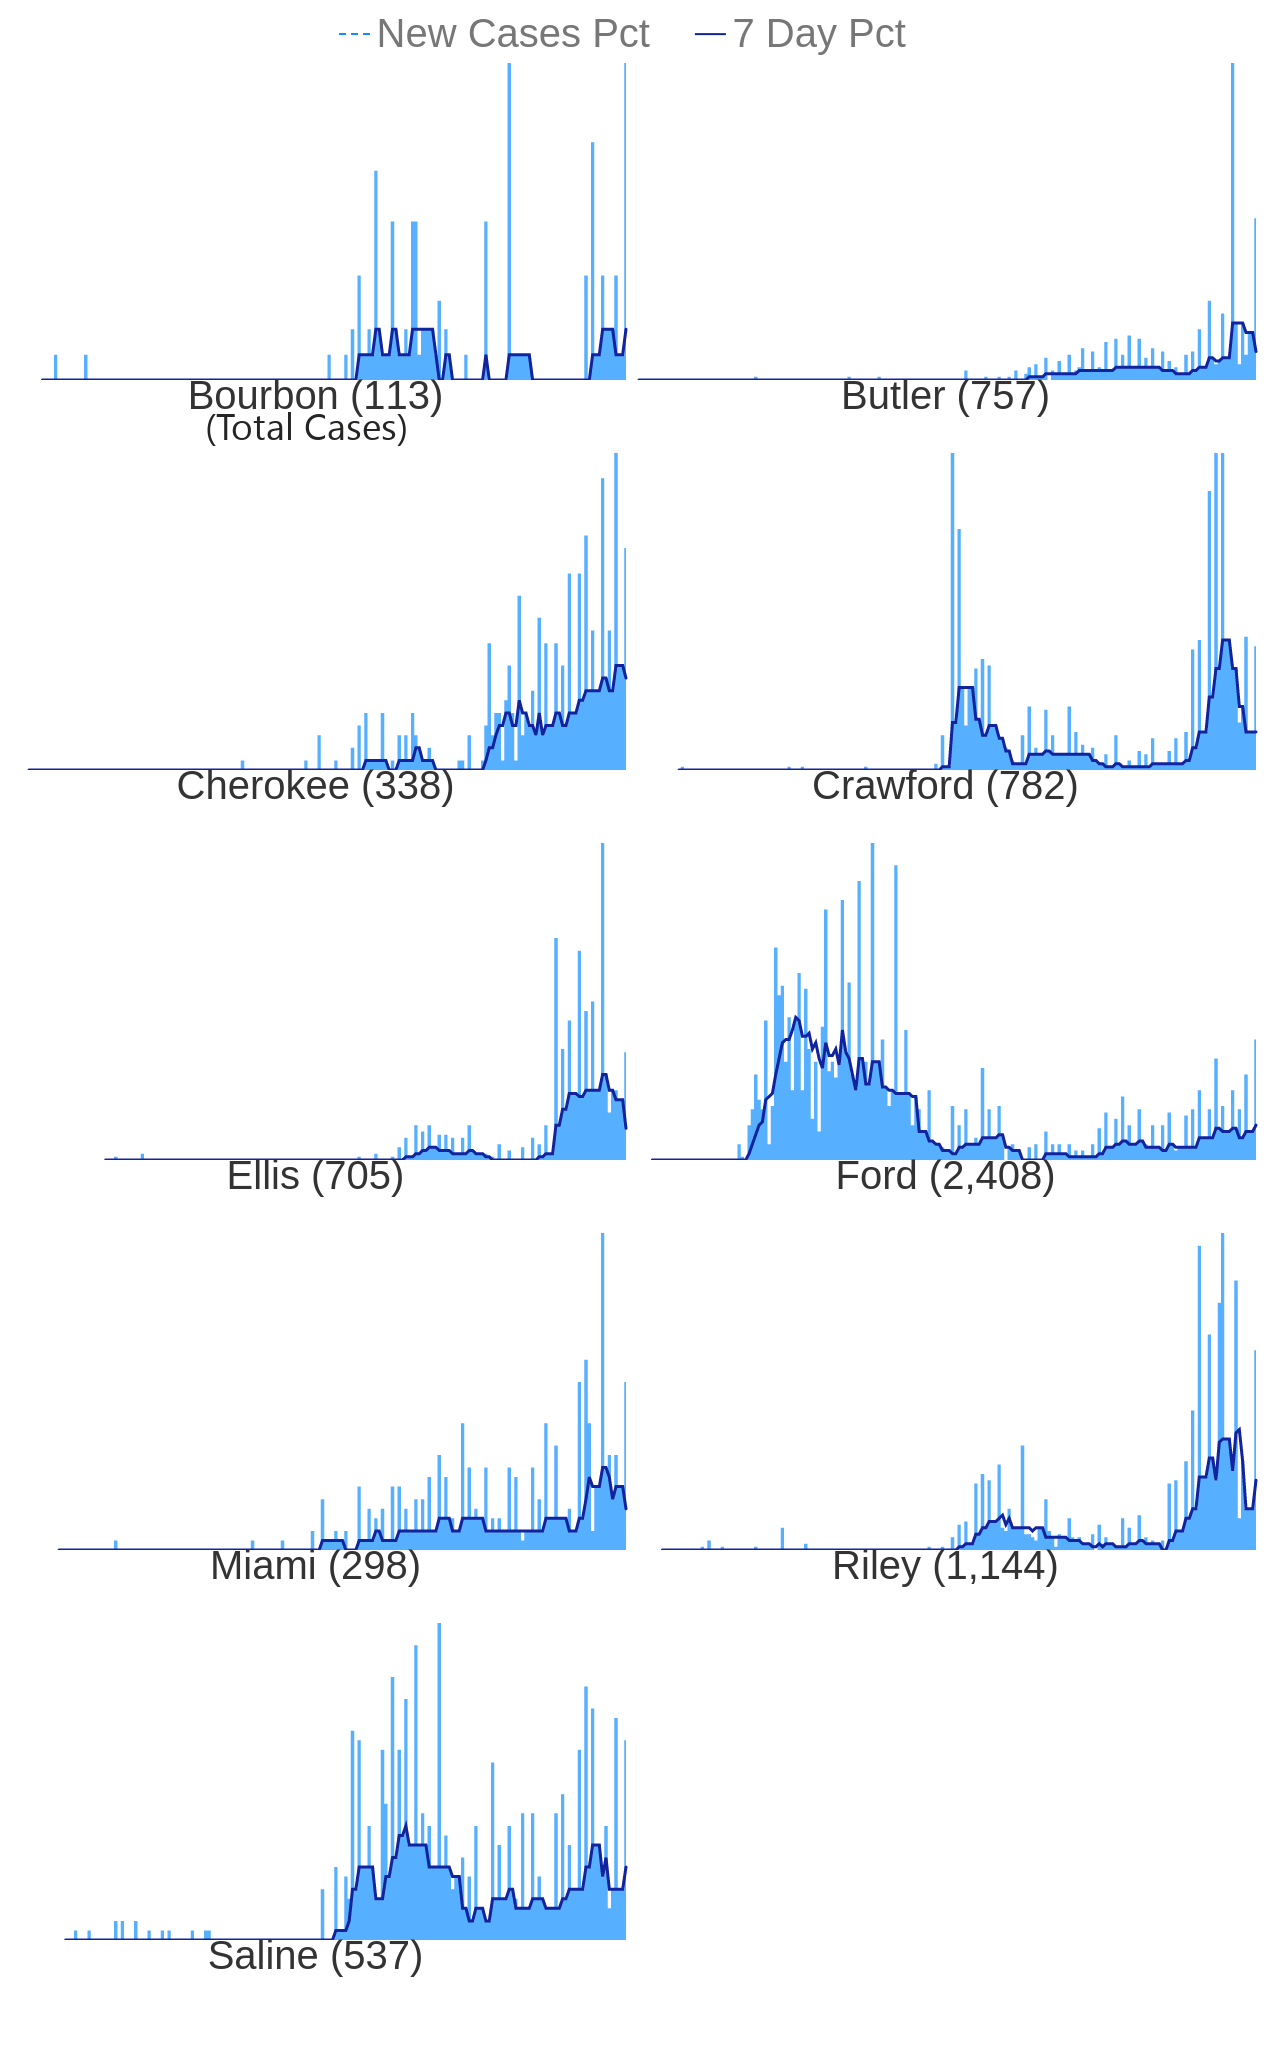 New Cases Pct 7 Day Pct
Bourbon (113) Butler (757)
(Total Cases)
Cherokee (338) Crawford (782)
Ellis (705) Ford (2,408)
Miami (298) Riley (1,144)
Saline (537)